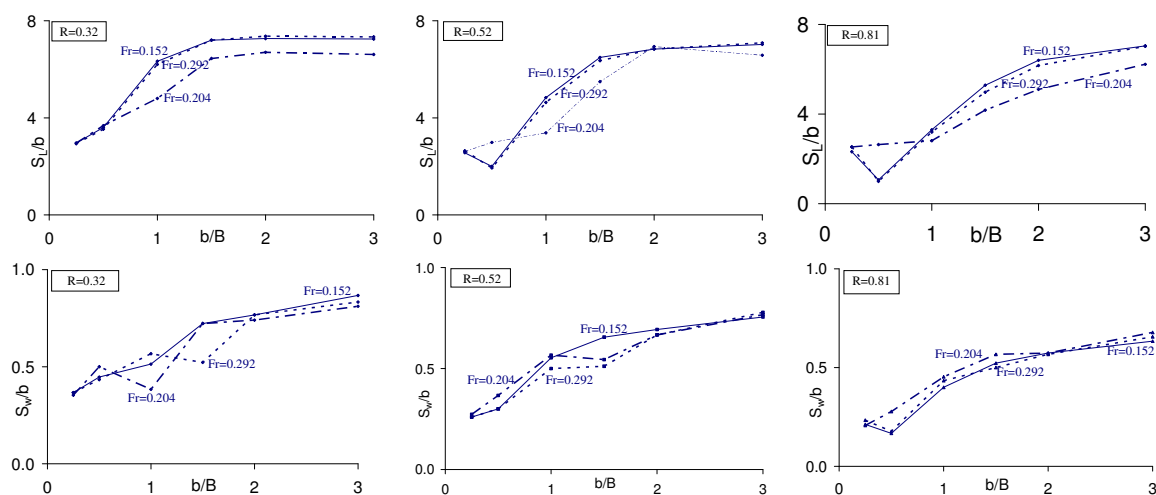 8
R=0.32
Fr=0.152
Fr=0.292
Fr=0.204
4
0
S_L/b
0 1 2 3
b/B
8
R=0.52
Fr=0.152
Fr=0.292
Fr=0.204
4
0
S_L/b
0 1 2 3
b/B
8
R=0.81
Fr=0.152
Fr=0.292
Fr=0.204
4
0
S_L/b
0 1 2 3
b/B
1.0
R=0.32
Fr=0.152
Fr=0.292
Fr=0.204
0.5
0.0
S_w/b
0 1 2 3
b/B
1.0
R=0.52
Fr=0.152
Fr=0.204
Fr=0.292
0.5
0.0
S_w/b
0 1 2 3
b/B
1.0
R=0.81
Fr=0.204
Fr=0.152
Fr=0.292
0.5
0.0
S_w/b
0 1 2 3
b/B